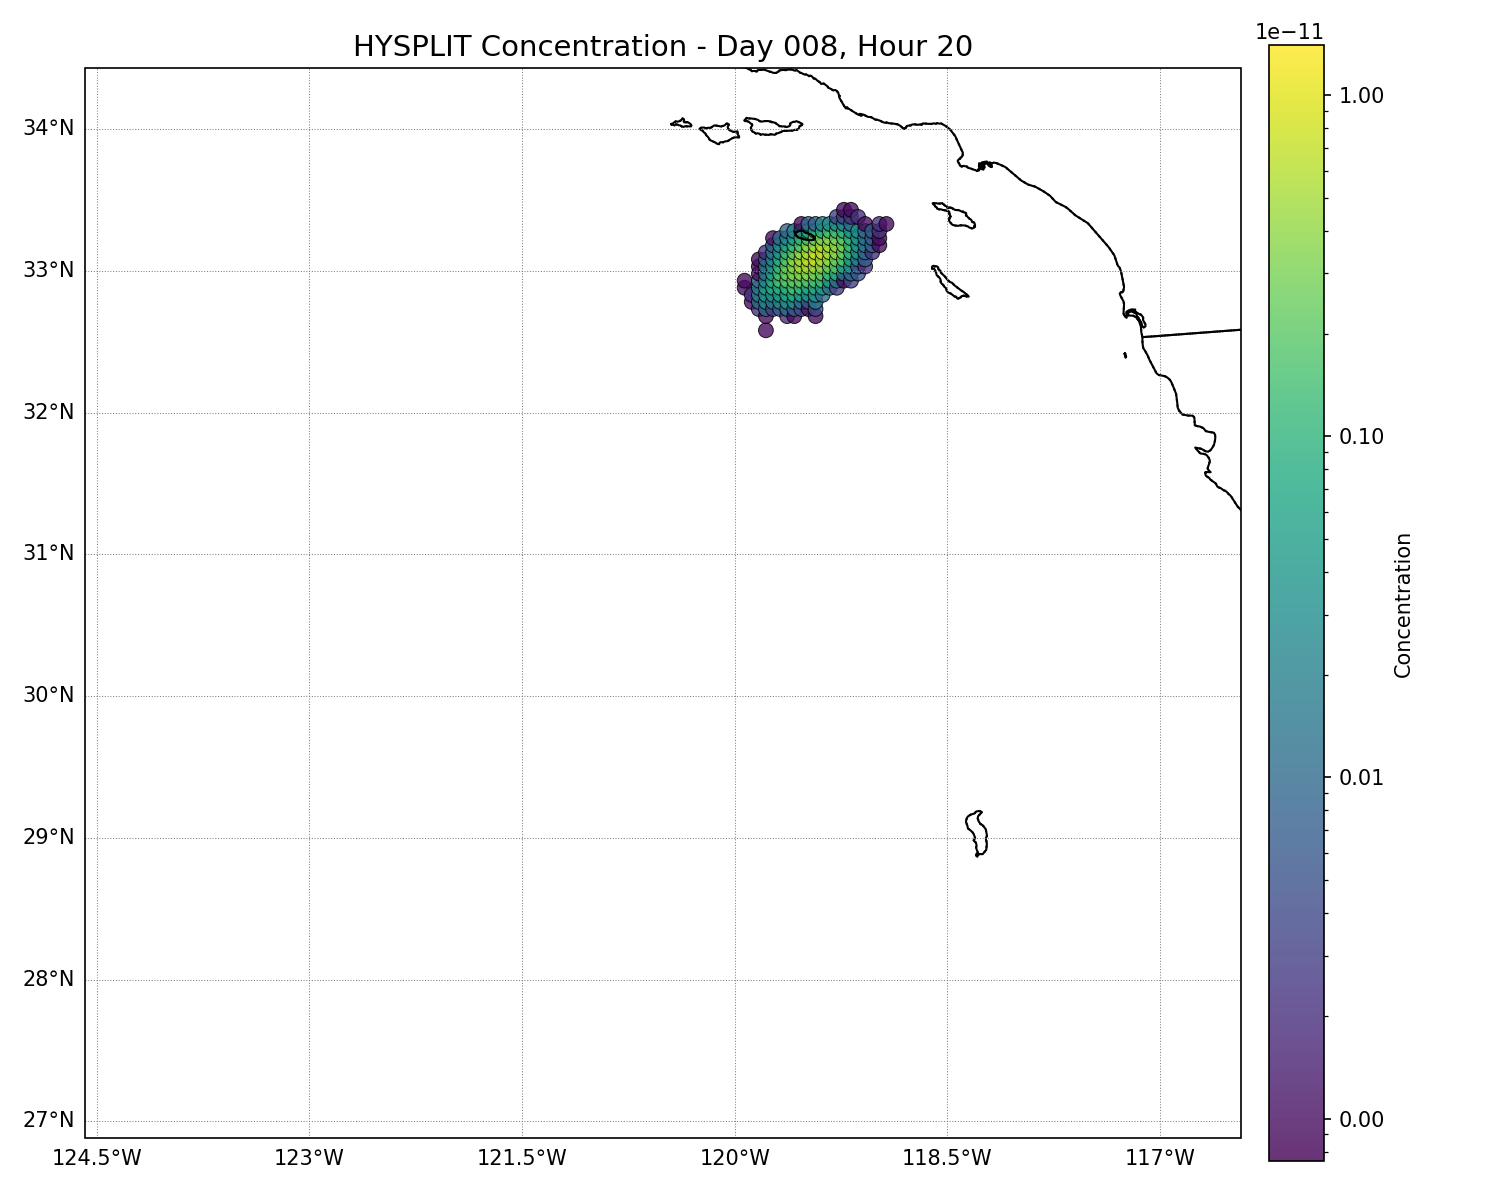 HYSPLIT Concentration - Day 008, Hour 20
1e−11
34°N
33°N
32°N
31°N
30°N
29°N
28°N
27°N
124.5°W
123°W
121.5°W
120°W
118.5°W
117°W
1.00
0.10
0.01
0.00
Concentration